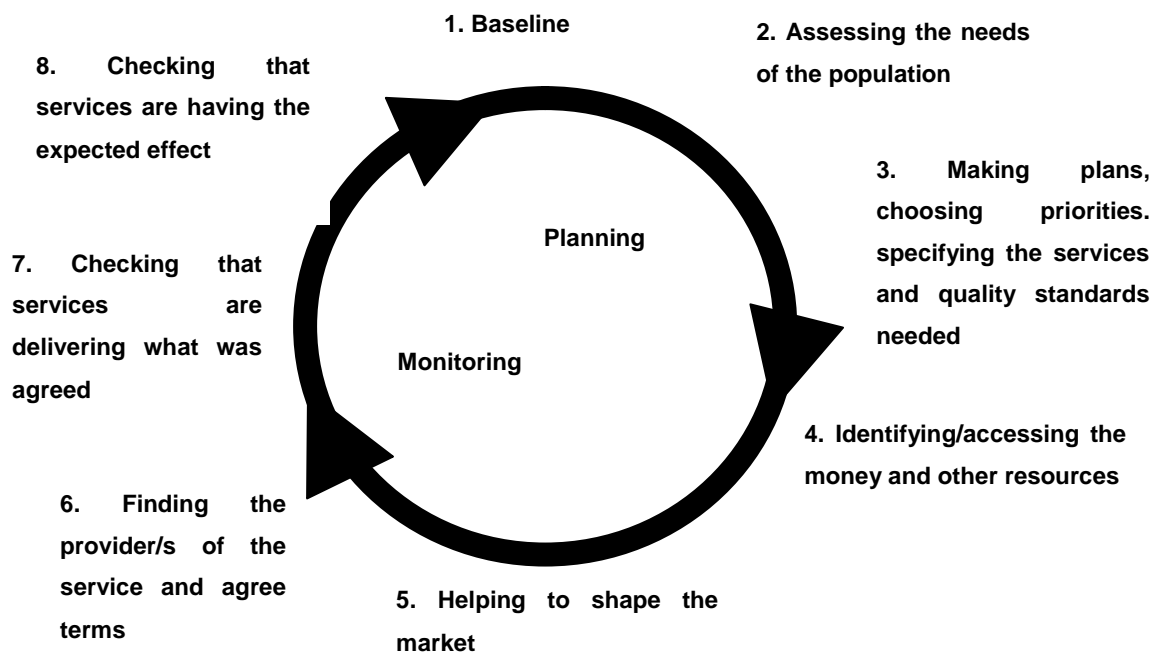 1. Baseline
2. Assessing the needs
of the population
3. Making plans,
choosing priorities.
specifying the services
and quality standards
needed
4. Identifying/accessing the
money and other resources
5. Helping to shape the
market
6. Finding the
provider/s of the
service and agree
terms
7. Checking that
services are
delivering what was
agreed
8. Checking that
services are having the
expected effect
Planning
Monitoring